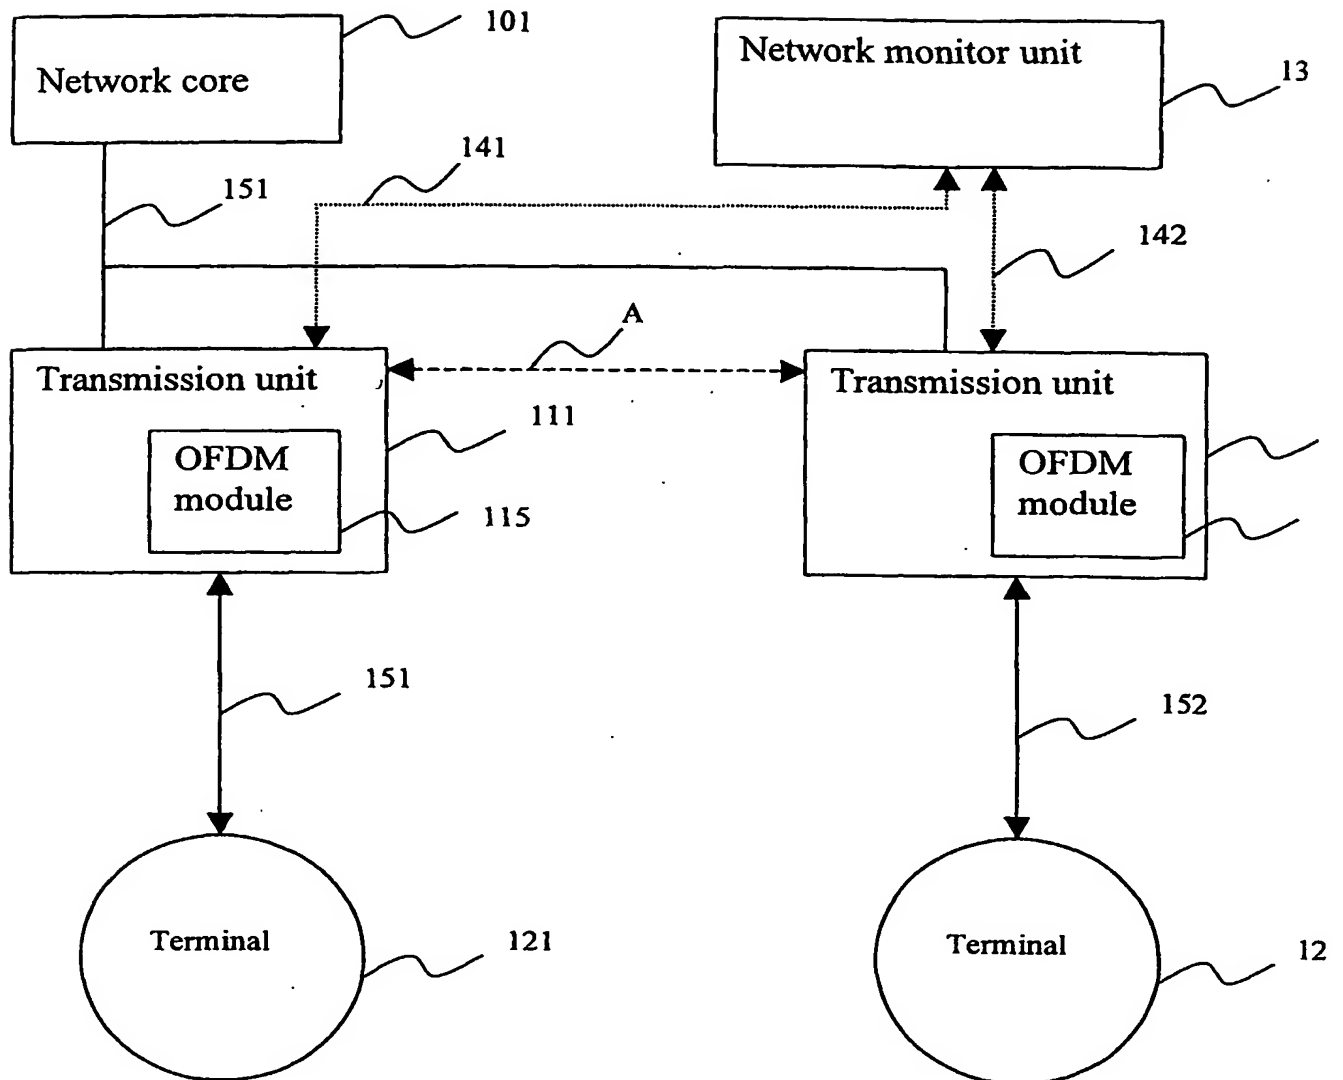 Network core
101
Network monitor unit
13
141
151
142
A
Transmission unit
111
OFDM
module
115
Transmission unit
OFDM
module
151
152
Terminal
121
Terminal
12